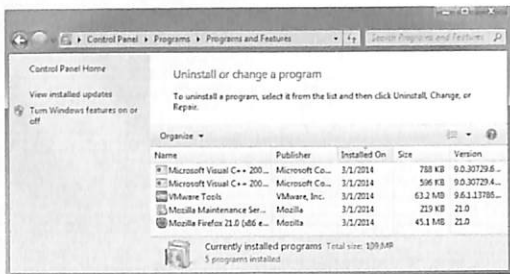 Control Panel ▸ Programs ▸ Programs and Features
Search Programs and Features
Control Panel Home
View installed updates
Turn Windows features on or
off
Uninstall or change a program
To uninstall a program, select it from the list and then click Uninstall, Change, or
Repair.
Organize
Name Publisher Installed On Size Version
Microsoft Visual C++ 200... Microsoft Co... 3/1/2014 788 KB 9.0.30729.6...
Microsoft Visual C++ 200... Microsoft Co... 3/1/2014 596 KB 9.0.30729.4...
VMware Tools VMware, Inc. 3/1/2014 63.2 MB 9.6.1.13786...
Mozilla Maintenance Ser... Mozilla 3/1/2014 219 KB 21.0
Mozilla Firefox 21.0 (x86 e... Mozilla 3/1/2014 45.1 MB 21.0
Currently installed programs Total size: 109 MB
5 programs installed